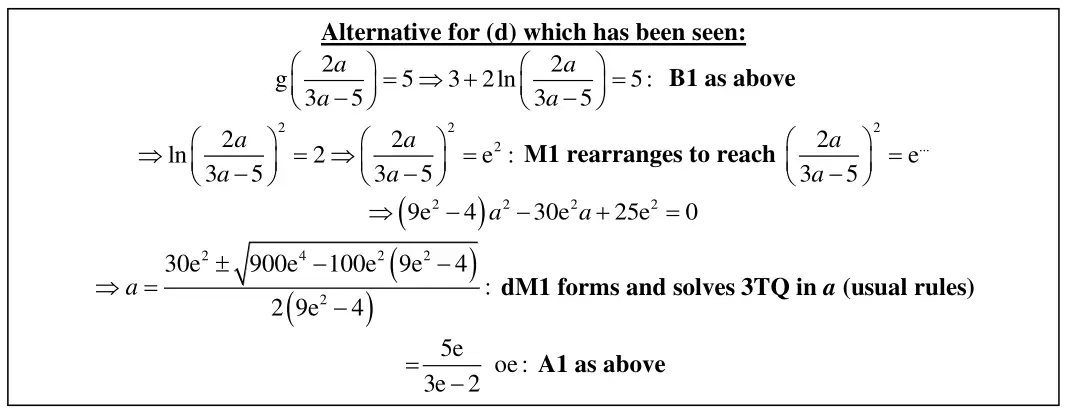 Alternative for (d) which has been seen:
g(2a/(3a − 5)) = 5 ⇒ 3 + 2ln(2a/(3a − 5)) = 5 : B1 as above
⇒ ln(2a/(3a − 5))² = 2 ⇒ (2a/(3a − 5))² = e² : M1 rearranges to reach (2a/(3a − 5))² = e^…
⇒ (9e² − 4)a² − 30e²a + 25e² = 0
⇒ a = (30e² ± √(900e⁴ − 100e²(9e² − 4)))/(2(9e² − 4)) : dM1 forms and solves 3TQ in a (usual rules)
= 5e/(3e − 2) oe : A1 as above